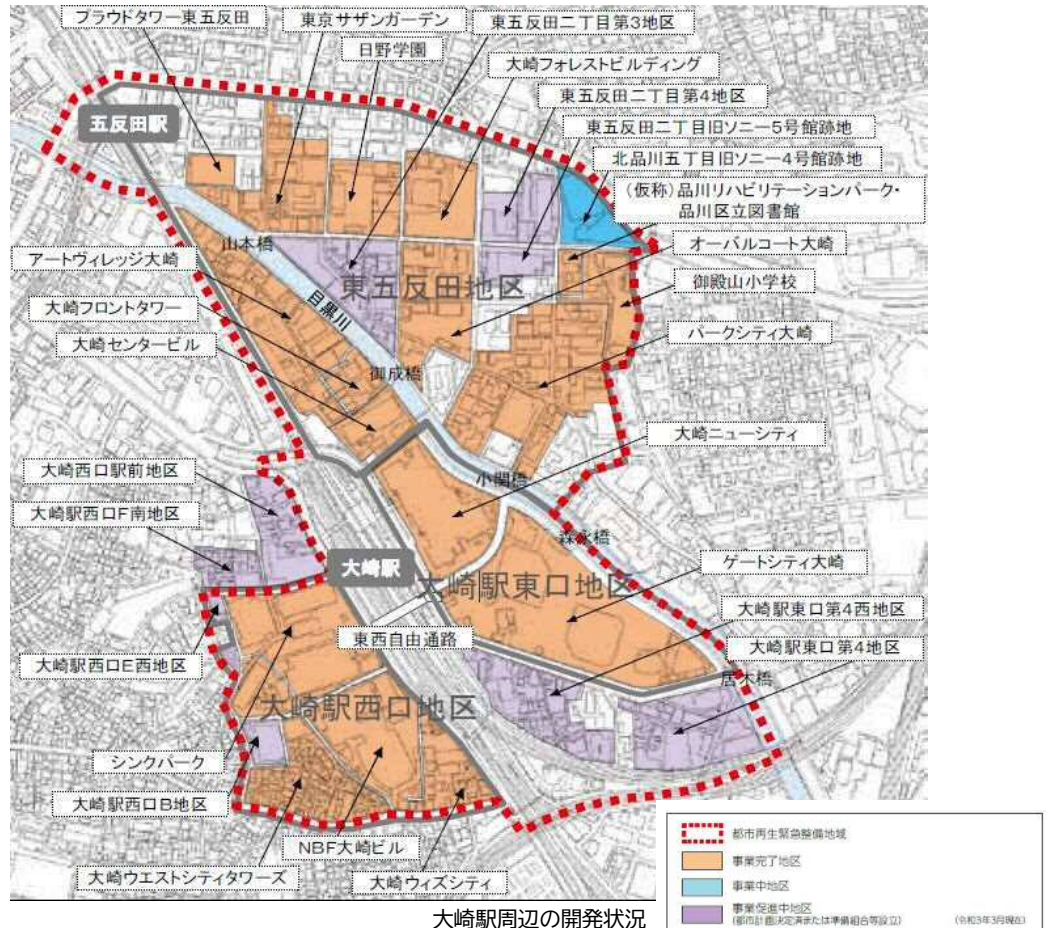 プラウドタワー東五反田
東京サザンガーデン
東五反田二丁目第3地区
日野学園
大崎フォレストビルディング
東五反田二丁目第4地区
五反田駅
東五反田二丁目旧ソニー5号館跡地
北品川五丁目旧ソニー4号館跡地
(仮称)品川リハビリテーションパーク・
品川区立図書館
山本橋
オーバルコート大崎
アートヴィレッジ大崎
東五反田地区
御殿山小学校
目黒川
大崎フロントタワー
パークシティ大崎
大崎センタービル
御成橋
大崎ニューシティ
大崎西口駅前地区
小関橋
大崎駅西口F南地区
森永橋
大崎駅
ゲートシティ大崎
大崎駅東口地区
大崎駅東口第4西地区
東西自由通路
大崎駅東口第4地区
大崎駅西口E西地区
居木橋
大崎駅西口地区
シンクパーク
大崎駅西口B地区
NBF大崎ビル
大崎ウエストシティタワーズ
大崎ウィズシティ
都市再生緊急整備地域
事業完了地区
事業中地区
事業促進中地区
(都市計画決定済または準備組合等設立)
(令和3年3月現在)
大崎駅周辺の開発状況